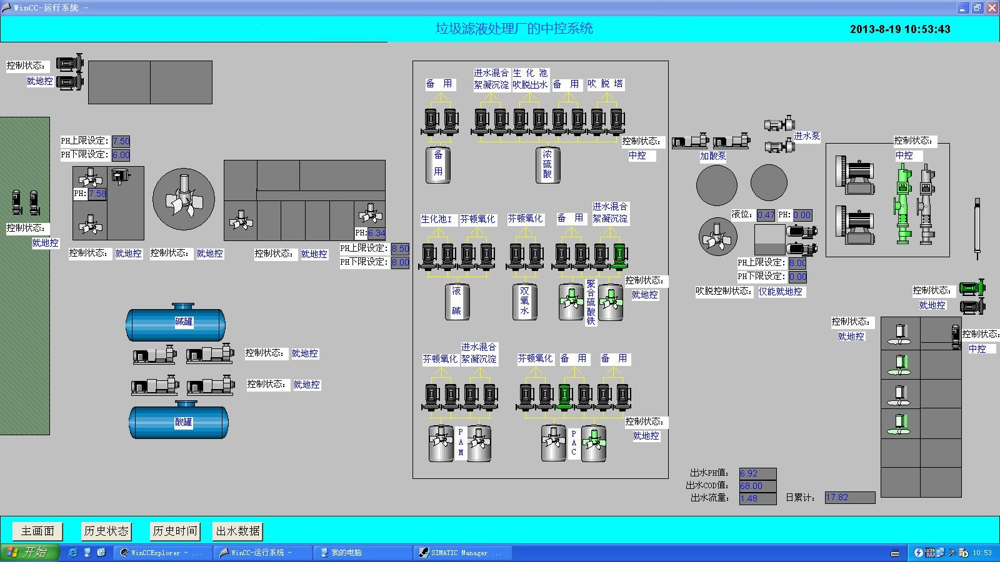 WinCC-运行系统 -
垃圾滤液处理厂的中控系统
2013-8-19 10:53:43
控制状态:
就地控
PH上限设定: 7.50
PH下限设定: 6.00
PH: 7.58
控制状态:
就地控
控制状态: 就地控
控制状态: 就地控
控制状态: 就地控
PH: 6.34
PH上限设定: 8.50
PH下限设定: 8.00
碱罐
控制状态: 就地控
控制状态: 就地控
酸罐
备 用
进水混合
絮凝沉淀
生 化 池
吹脱出水
备 用
吹 脱 塔
备用
浓硫酸
控制状态:
中控
生化池I
芬顿氧化
芬顿氧化
备 用
进水混合
絮凝沉淀
液碱
双氧水
聚合硫酸铁
控制状态:
就地控
芬顿氧化
进水混合
絮凝沉淀
芬顿氧化
备 用
备 用
PAM
PAC
控制状态:
就地控
加酸泵
进水泵
液位: 0.47 PH: 0.00
PH上限设定: 8.00
PH下限设定: 0.00
吹脱控制状态: 仅能就地控
控制状态:
中控
控制状态:
就地控
控制状态:
就地控
控制状态:
中控
出水PH值: 6.92
出水COD值: 68.00
出水流量: 1.48 日累计: 17.82
主画面 历史状态 历史时间 出水数据
开始 WinCCExplorer - ... WinCC-运行系统 - 我的电脑 SIMATIC Manager ... 10:53